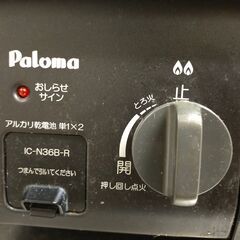 Paloma
おしらせ
サイン
アルカリ乾電池 単1×2
IC-N36B-R
つまんで引いてください
止
とろ火
開
押し回し点火